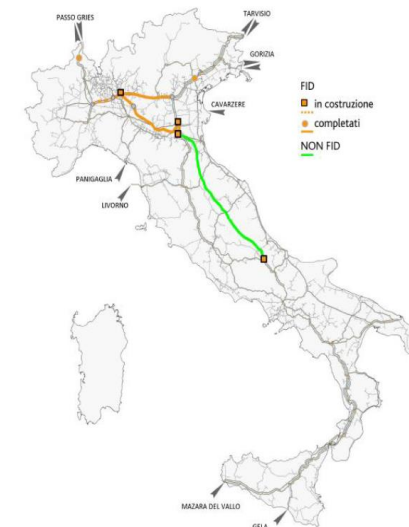 PASSO GRIES
TARVISIO
GORIZIA
CAVARZERE
PANIGAGLIA
LIVORNO
FID
in costruzione
completati
NON FID
MAZARA DEL VALLO
GELA